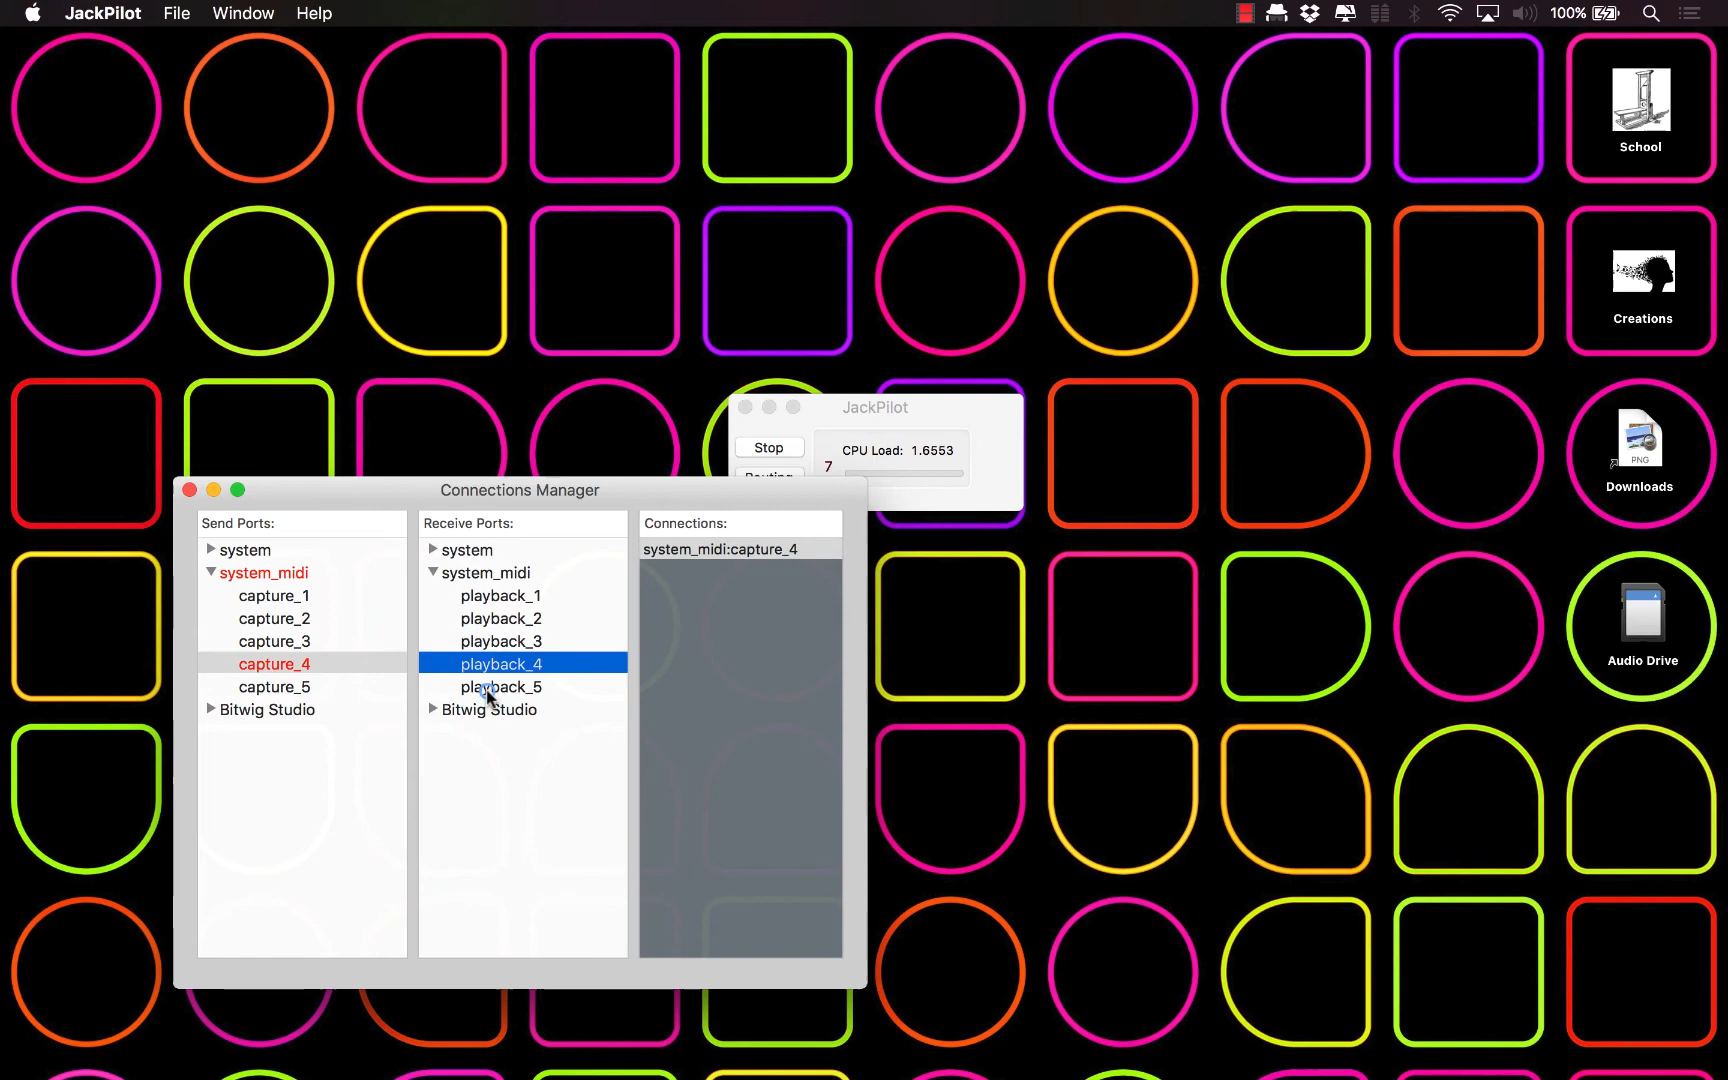 JackPilot File Window Help
100%
School
Creations
JackPilot
Stop
CPU Load: 1.6553
7
Routing
PNG
Downloads
Connections Manager
Send Ports:
Receive Ports:
Connections:
system
system
system_midi:capture_4
system_midi
system_midi
capture_1
playback_1
capture_2
playback_2
capture_3
playback_3
capture_4
playback_4
capture_5
playback_5
Bitwig Studio
Bitwig Studio
Audio Drive